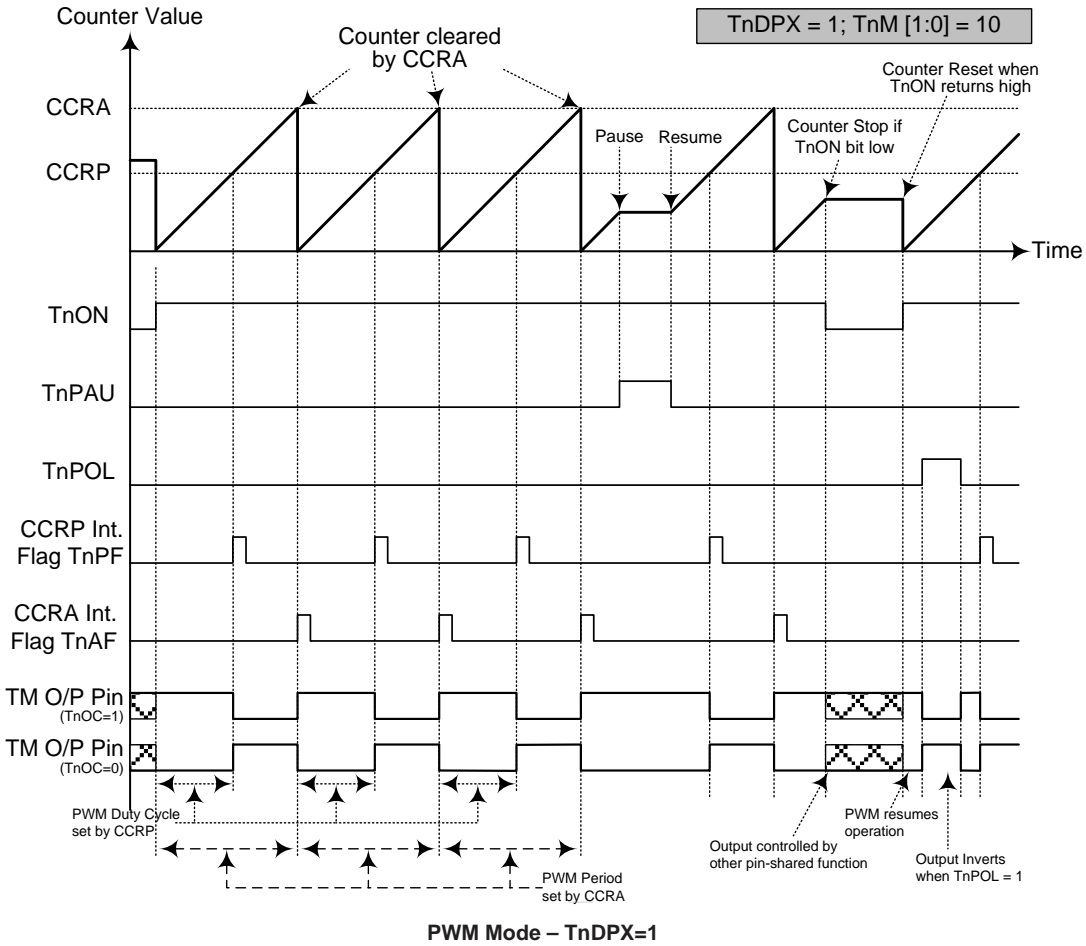 Counter Value
TnDPX = 1; TnM [1:0] = 10
Counter cleared
by CCRA
Counter Reset when
TnON returns high
CCRA
Pause
Resume
Counter Stop if
TnON bit low
CCRP
Time
TnON
TnPAU
TnPOL
CCRP Int.
Flag TnPF
CCRA Int.
Flag TnAF
TM O/P Pin
(TnOC=1)
TM O/P Pin
(TnOC=0)
PWM Duty Cycle
set by CCRP
PWM resumes
operation
Output controlled by
other pin-shared function
Output Inverts
when TnPOL = 1
PWM Period
set by CCRA
PWM Mode – TnDPX=1